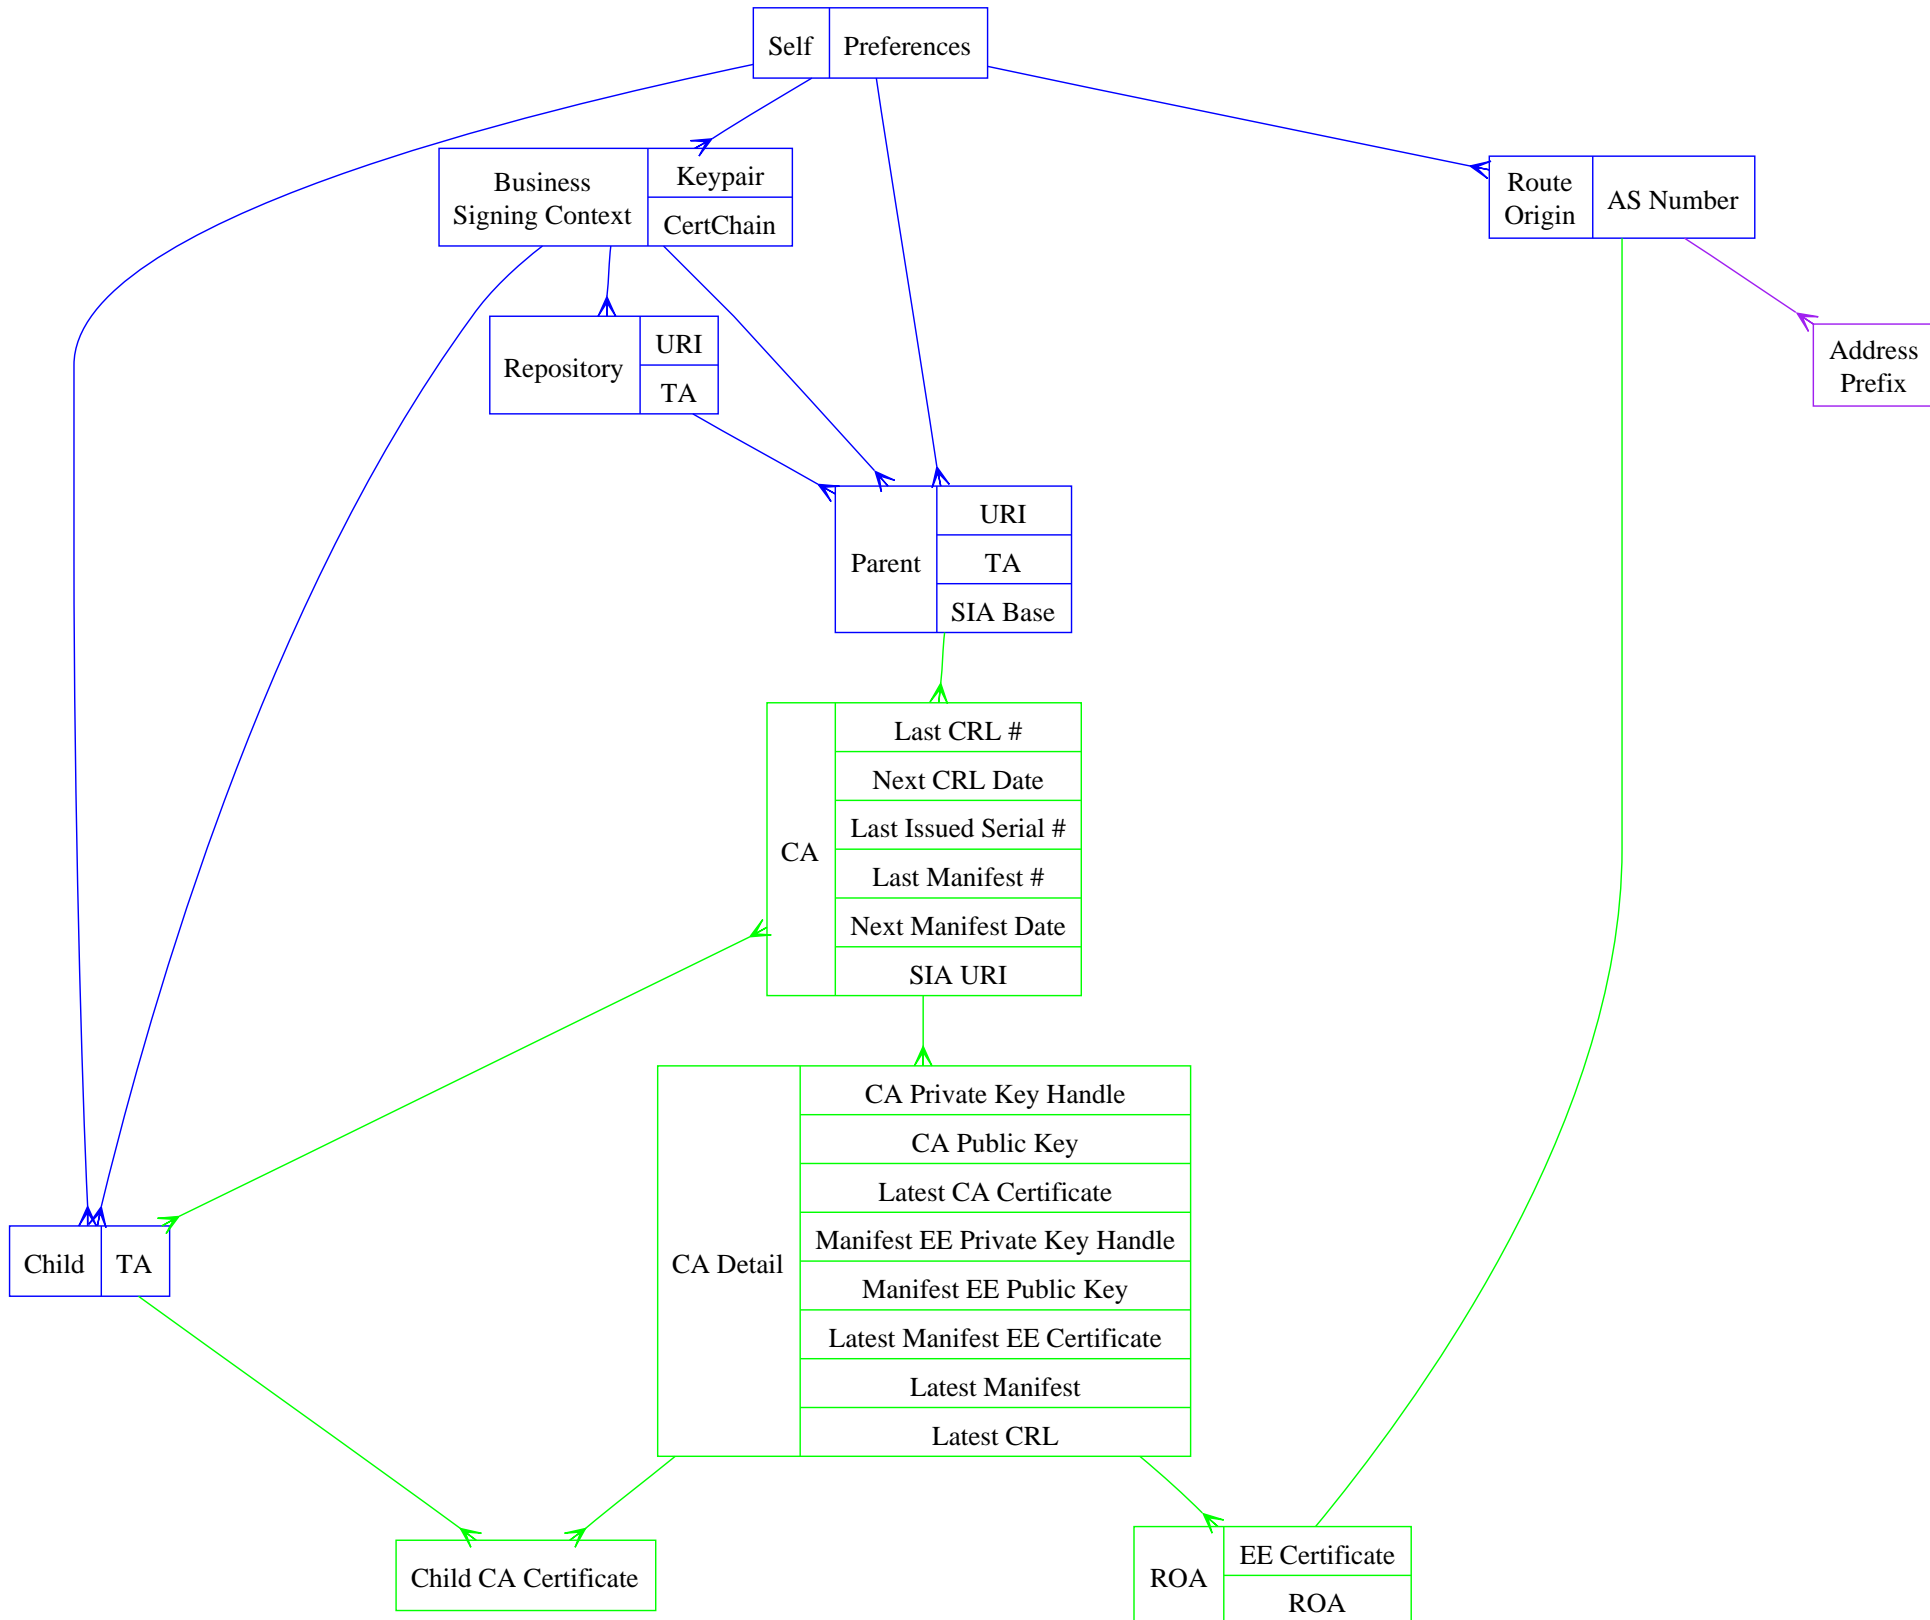 Self
Preferences
Business
Signing Context
Keypair
CertChain
Route
Origin
AS Number
Repository
URI
TA
Address
Prefix
Parent
URI
TA
SIA Base
CA
Last CRL #
Next CRL Date
Last Issued Serial #
Last Manifest #
Next Manifest Date
SIA URI
CA Detail
CA Private Key Handle
CA Public Key
Latest CA Certificate
Manifest EE Private Key Handle
Manifest EE Public Key
Latest Manifest EE Certificate
Latest Manifest
Latest CRL
Child
TA
Child CA Certificate
ROA
EE Certificate
ROA